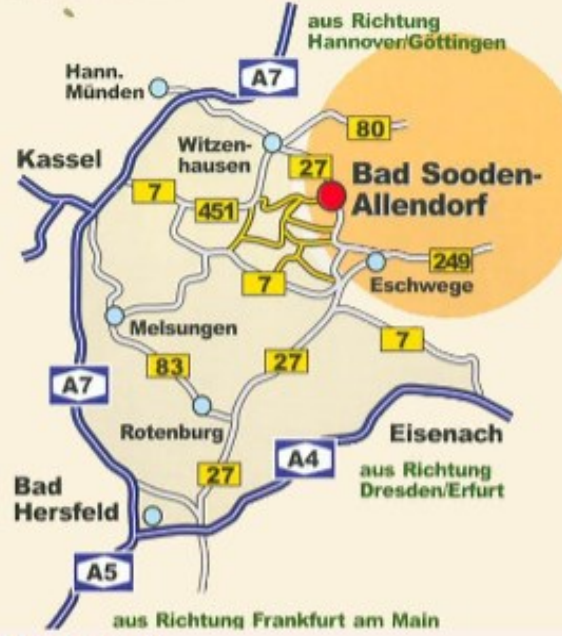 aus Richtung
Hannover/Göttingen
A7
Hann.
Münden
80
Witzen-
hausen
Kassel
27
Bad Sooden-
Allendorf
7
451
249
7
Eschwege
Melsungen
7
83
27
A7
Rotenburg
Eisenach
A4
aus Richtung
Dresden/Erfurt
27
Bad
Hersfeld
A5
aus Richtung Frankfurt am Main